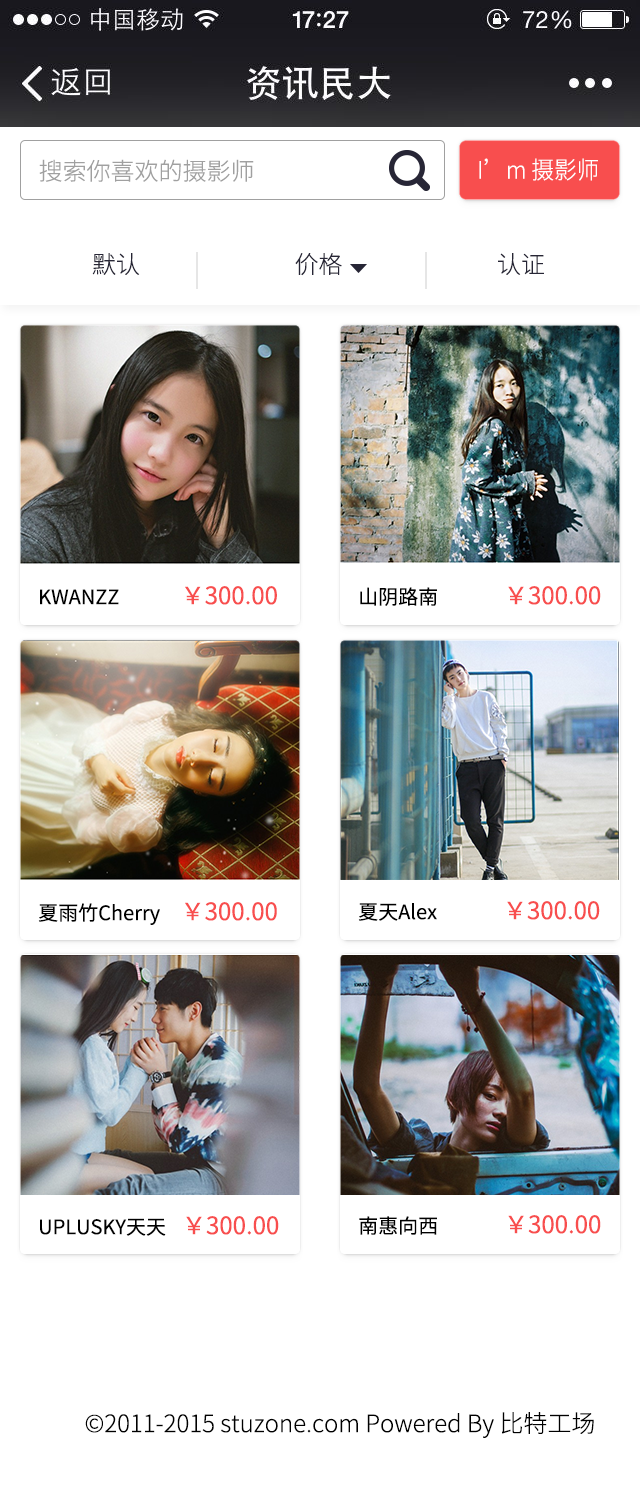 中国移动 17:27 72%
返回 资讯民大
搜索你喜欢的摄影师 I’m 摄影师
默认 价格 认证
KWANZZ ￥300.00 山阴路南 ￥300.00
夏雨竹Cherry ￥300.00 夏天Alex ￥300.00
UPLUSKY天天 ￥300.00 南惠向西 ￥300.00
©2011-2015 stuzone.com Powered By 比特工场